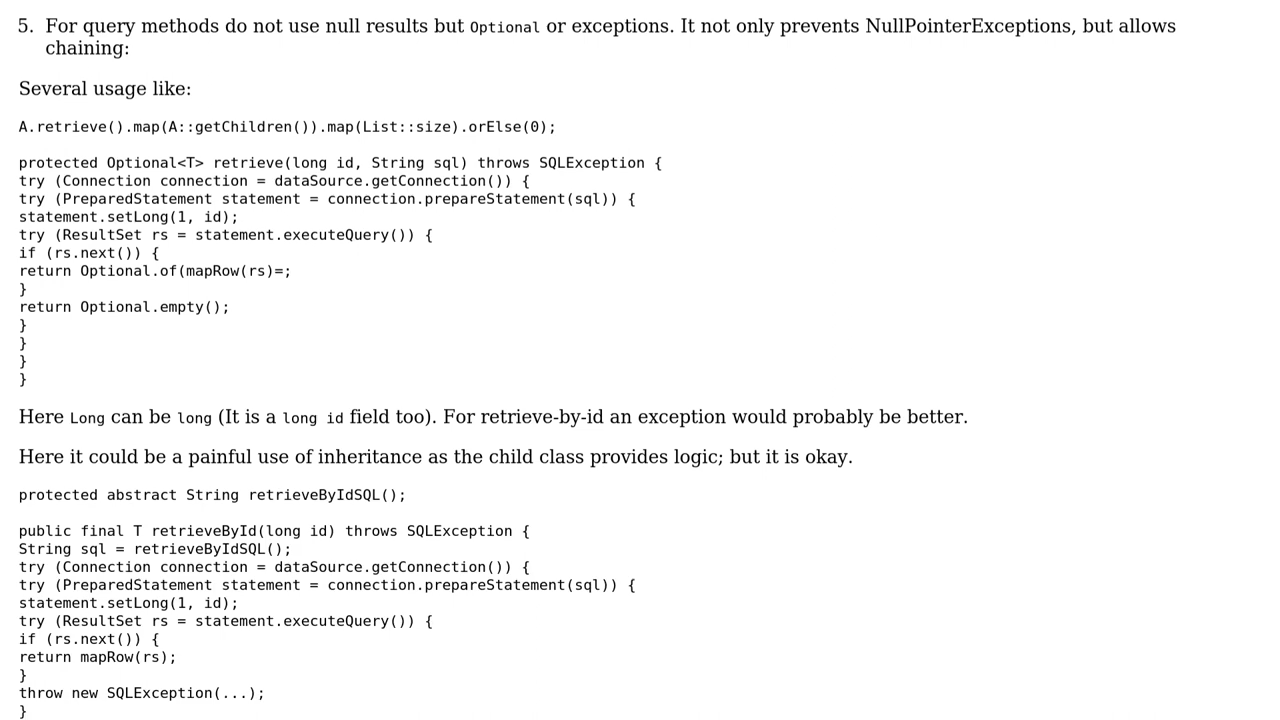 5. For query methods do not use null results but Optional or exceptions. It not only prevents NullPointerExceptions, but allows
chaining:
Several usage like:
A.retrieve().map(A::getChildren()).map(List::size).orElse(0);
protected Optional<T> retrieve(long id, String sql) throws SQLException {
try (Connection connection = dataSource.getConnection()) {
try (PreparedStatement statement = connection.prepareStatement(sql)) {
statement.setLong(1, id);
try (ResultSet rs = statement.executeQuery()) {
if (rs.next()) {
return Optional.of(mapRow(rs)=;
}
return Optional.empty();
}
}
}
}
Here Long can be long (It is a long id field too). For retrieve-by-id an exception would probably be better.
Here it could be a painful use of inheritance as the child class provides logic; but it is okay.
protected abstract String retrieveByIdSQL();
public final T retrieveById(long id) throws SQLException {
String sql = retrieveByIdSQL();
try (Connection connection = dataSource.getConnection()) {
try (PreparedStatement statement = connection.prepareStatement(sql)) {
statement.setLong(1, id);
try (ResultSet rs = statement.executeQuery()) {
if (rs.next()) {
return mapRow(rs);
}
throw new SQLException(...);
}